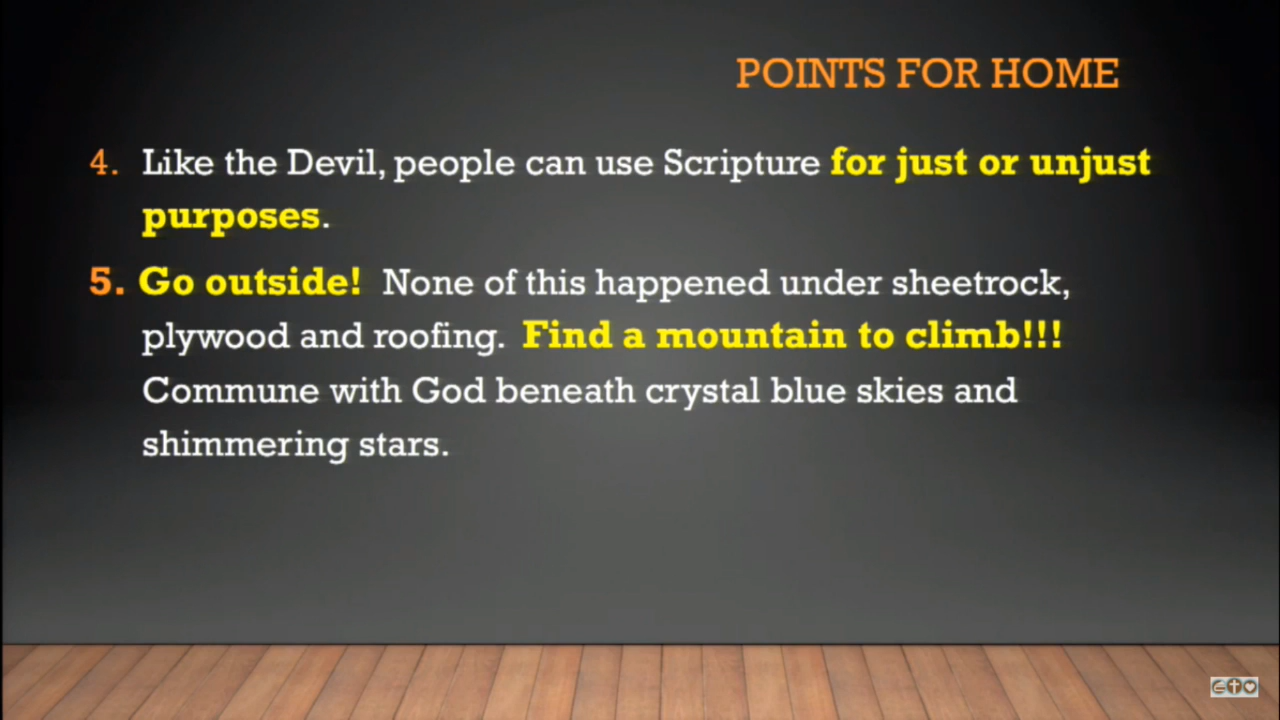 POINTS FOR HOME
4. Like the Devil, people can use Scripture for just or unjust
purposes.
5. Go outside! None of this happened under sheetrock,
plywood and roofing. Find a mountain to climb!!!
Commune with God beneath crystal blue skies and
shimmering stars.